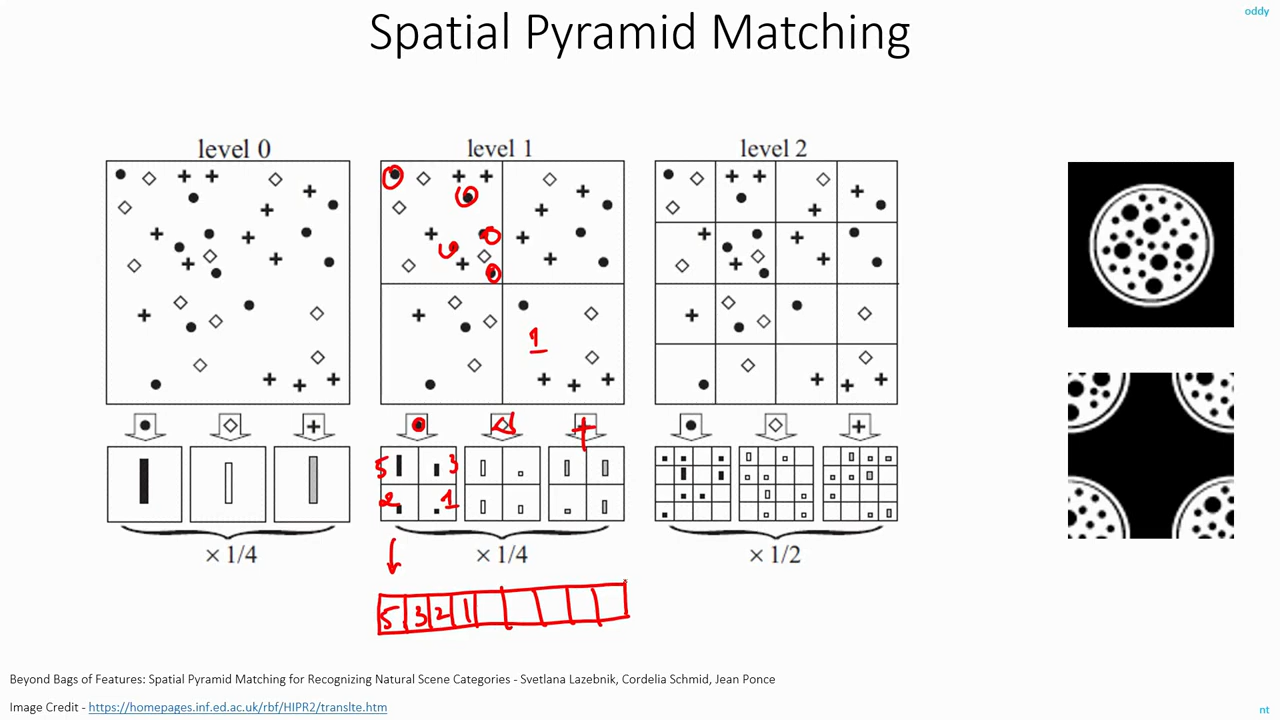 oddy
Spatial Pyramid Matching
level 0
level 1
level 2
1
5 3
2 1
× 1/4
× 1/4
× 1/2
5 3 2 1
Beyond Bags of Features: Spatial Pyramid Matching for Recognizing Natural Scene Categories - Svetlana Lazebnik, Cordelia Schmid, Jean Ponce
Image Credit - https://homepages.inf.ed.ac.uk/rbf/HIPR2/translte.htm
nt